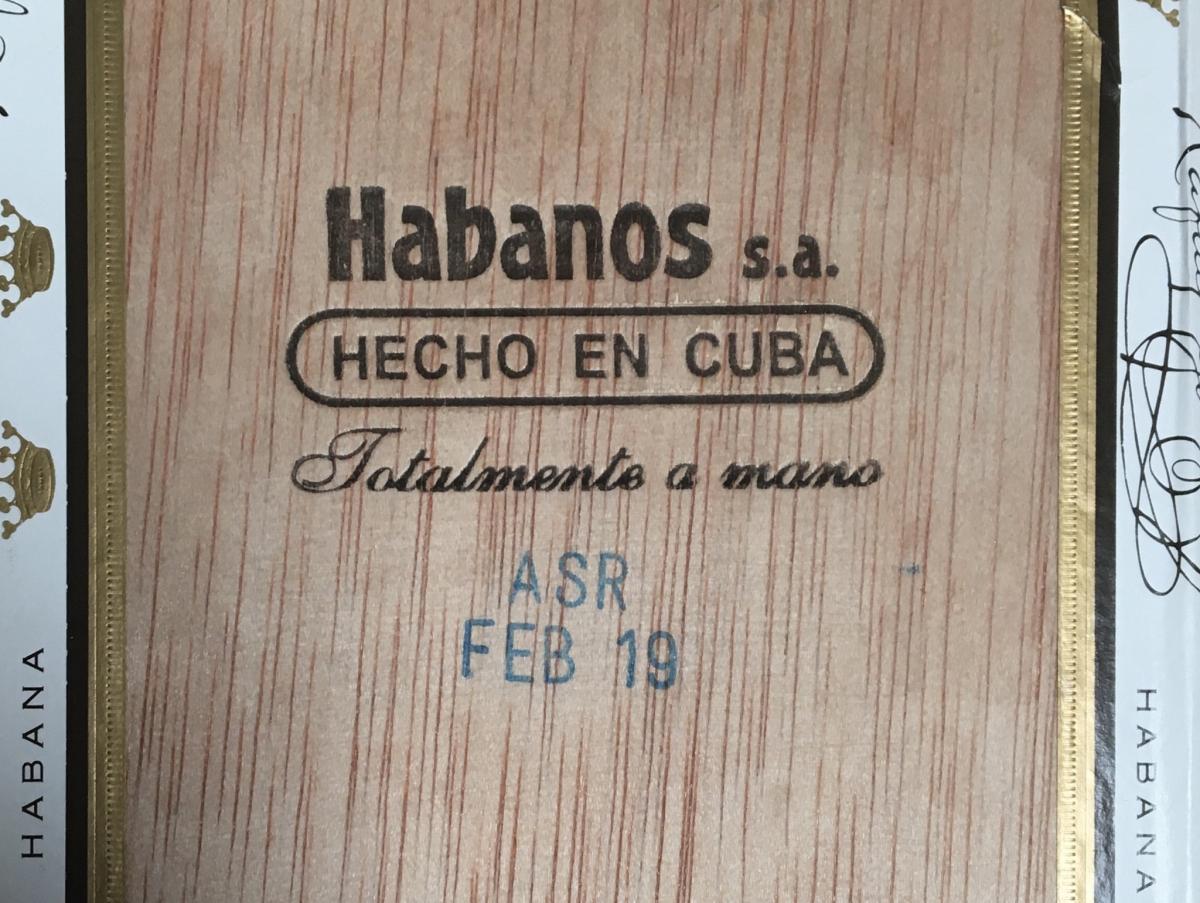 Habanos s.a.
HECHO EN CUBA
Totalmente a mano
ASR
FEB 19
HABANA
HABANA